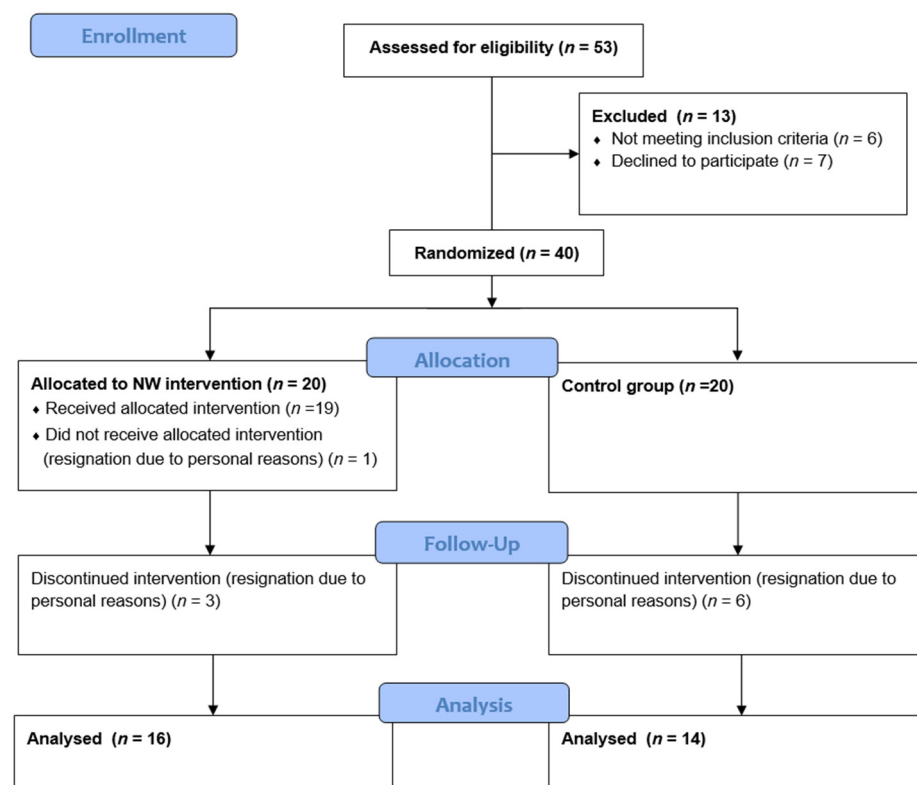 Enrollment
Assessed for eligibility (n = 53)
Excluded (n = 13)
♦ Not meeting inclusion criteria (n = 6)
♦ Declined to participate (n = 7)
Randomized (n = 40)
Allocation
Allocated to NW intervention (n = 20)
♦ Received allocated intervention (n =19)
♦ Did not receive allocated intervention
(resignation due to personal reasons) (n = 1)
Control group (n =20)
Follow-Up
Discontinued intervention (resignation due to
personal reasons) (n = 3)
Discontinued intervention (resignation due to
personal reasons) (n = 6)
Analysis
Analysed (n = 16)
Analysed (n = 14)